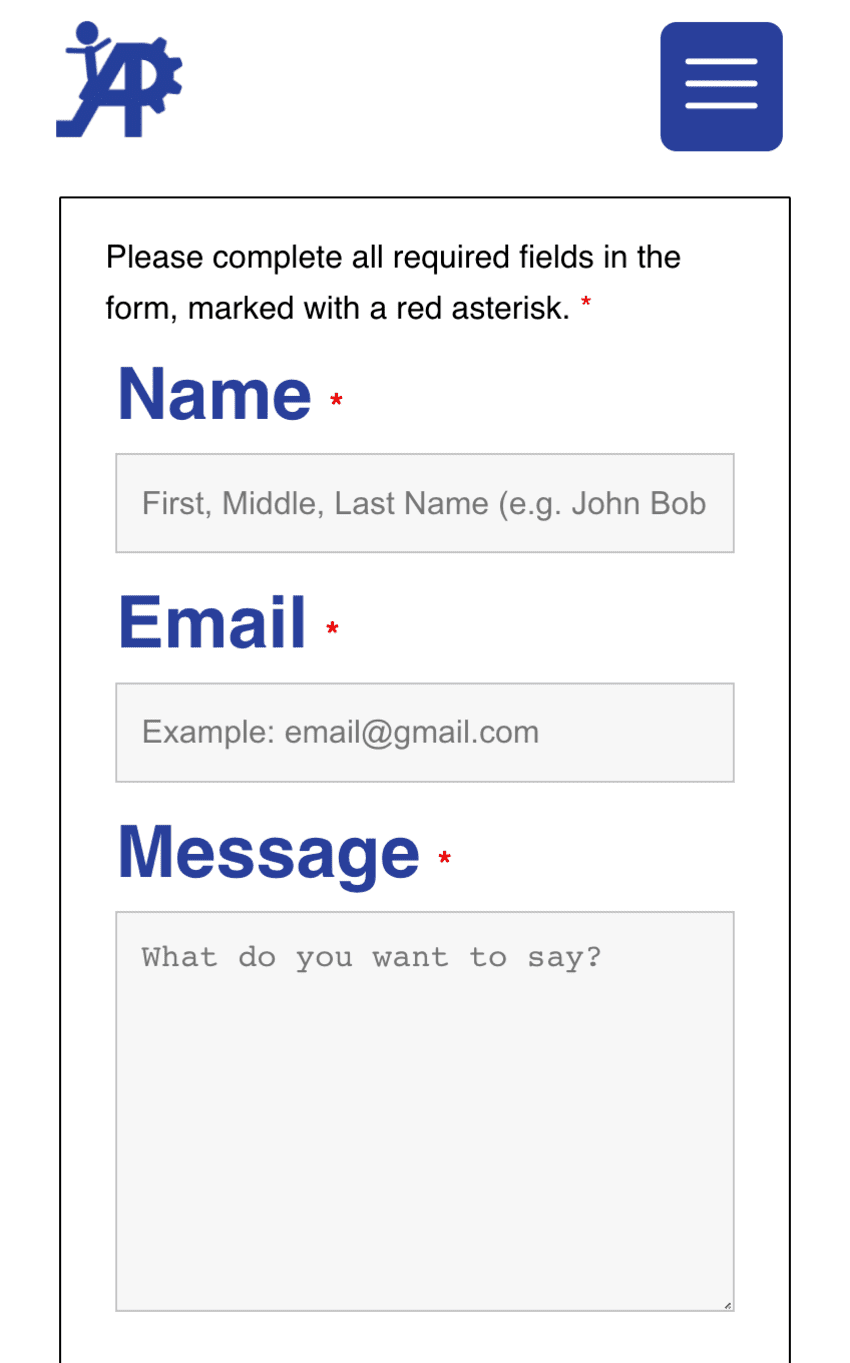 AP
Please complete all required fields in the
form, marked with a red asterisk. *
Name *
First, Middle, Last Name (e.g. John Bob
Email *
Example: email@gmail.com
Message *
What do you want to say?